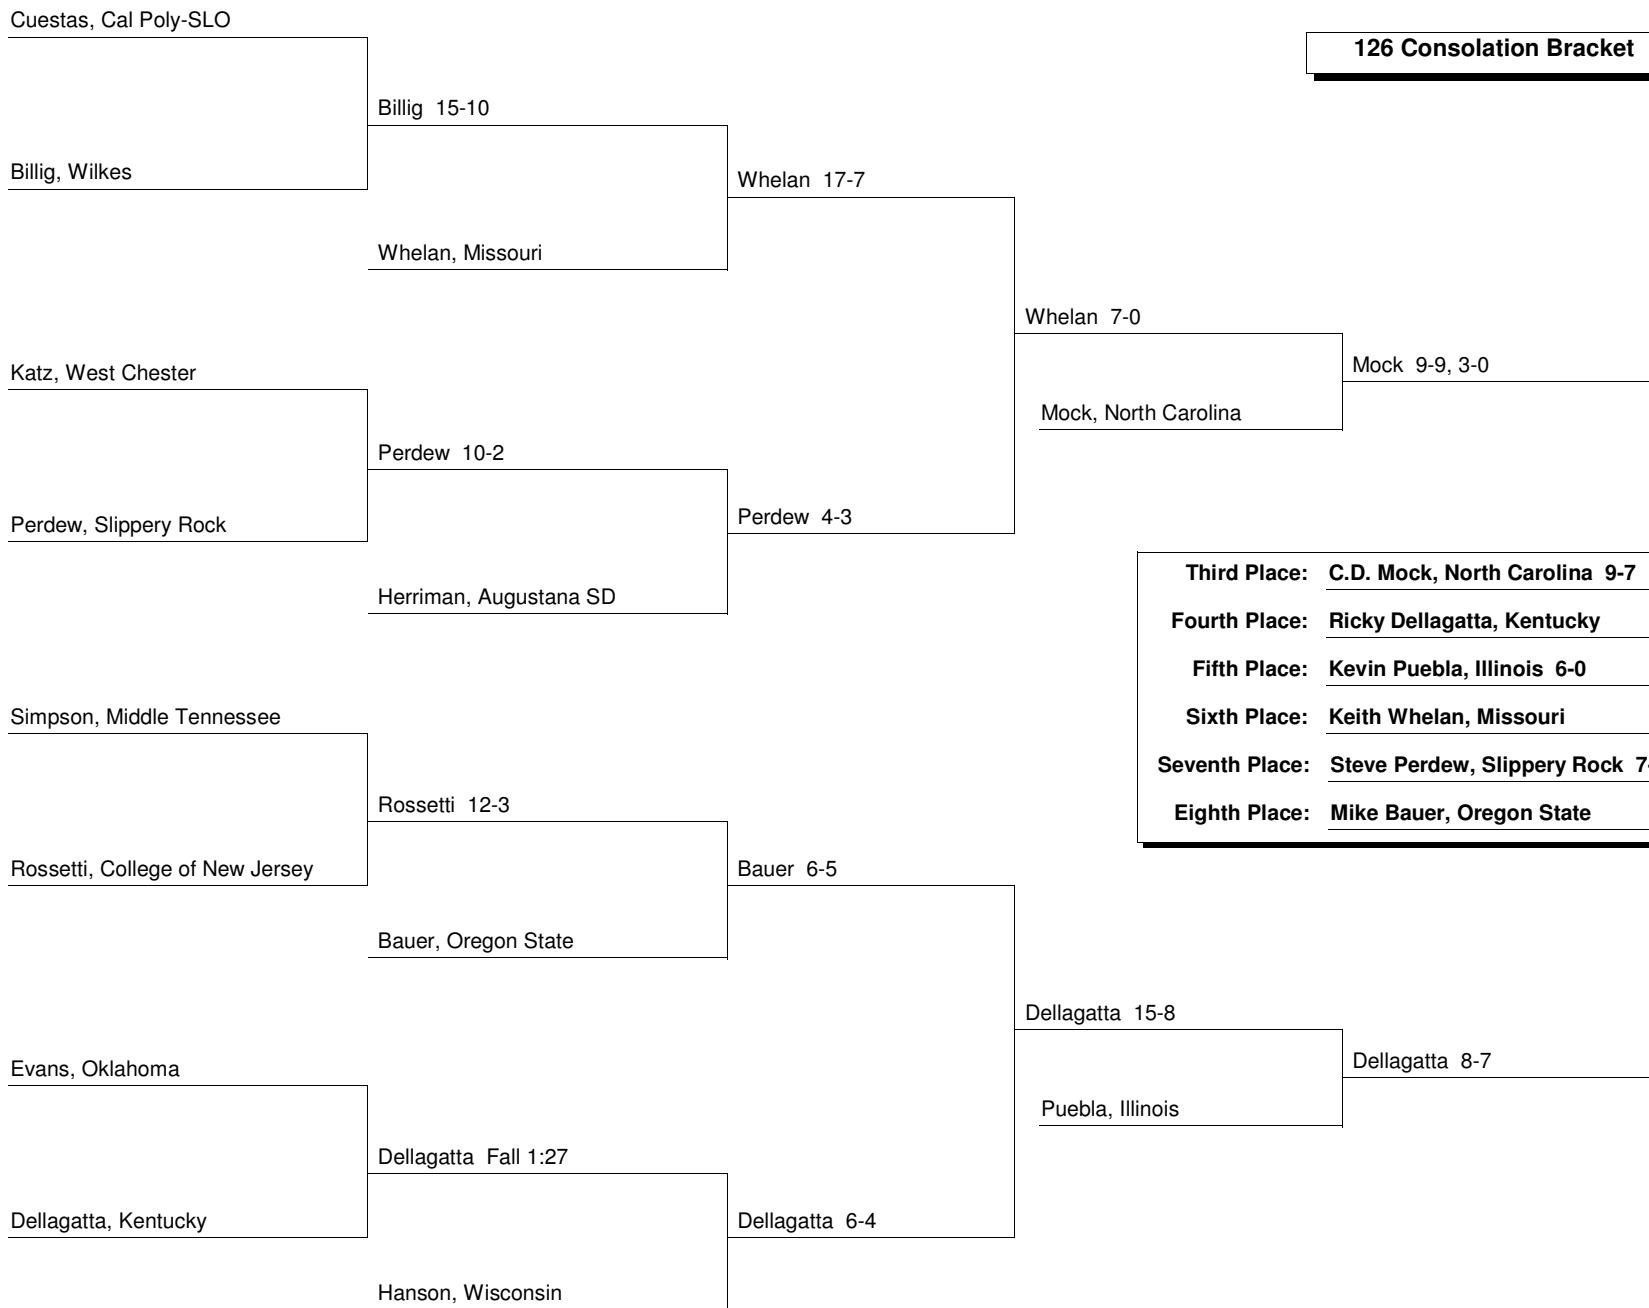 Cuestas, Cal Poly-SLO
126 Consolation Bracket
Billig 15-10
Billig, Wilkes
Whelan 17-7
Whelan, Missouri
Whelan 7-0
Katz, West Chester
Mock 9-9, 3-0
Mock, North Carolina
Perdew 10-2
Perdew, Slippery Rock
Perdew 4-3
Herriman, Augustana SD
Third Place: C.D. Mock, North Carolina 9-7
Fourth Place: Ricky Dellagatta, Kentucky
Fifth Place: Kevin Puebla, Illinois 6-0
Sixth Place: Keith Whelan, Missouri
Seventh Place: Steve Perdew, Slippery Rock
Eighth Place: Mike Bauer, Oregon State
Simpson, Middle Tennessee
Rossetti 12-3
Rossetti, College of New Jersey
Bauer 6-5
Bauer, Oregon State
Dellagatta 15-8
Evans, Oklahoma
Dellagatta 8-7
Puebla, Illinois
Dellagatta Fall 1:27
Dellagatta, Kentucky
Dellagatta 6-4
Hanson, Wisconsin